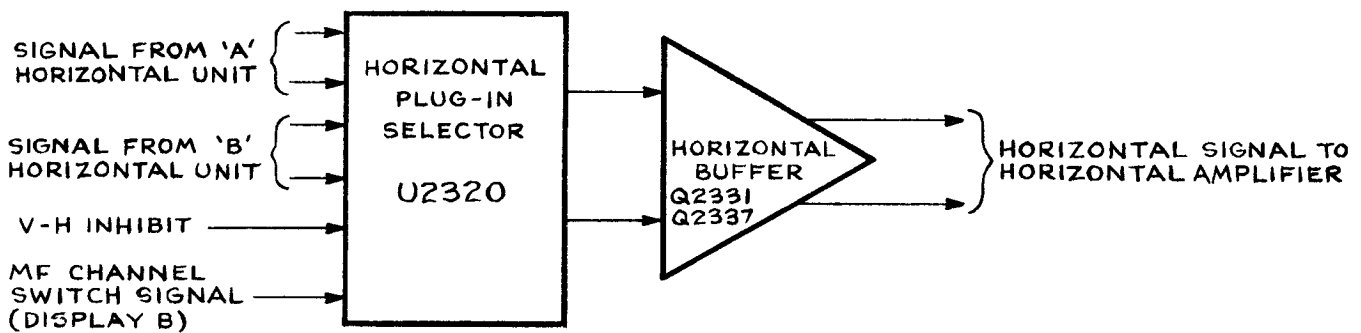 SIGNAL FROM 'A'
HORIZONTAL UNIT
SIGNAL FROM 'B'
HORIZONTAL UNIT
V-H INHIBIT
MF CHANNEL
SWITCH SIGNAL
(DISPLAY B)
HORIZONTAL
PLUG-IN
SELECTOR
U2320
HORIZONTAL
BUFFER
Q2331
Q2337
HORIZONTAL SIGNAL TO
HORIZONTAL AMPLIFIER